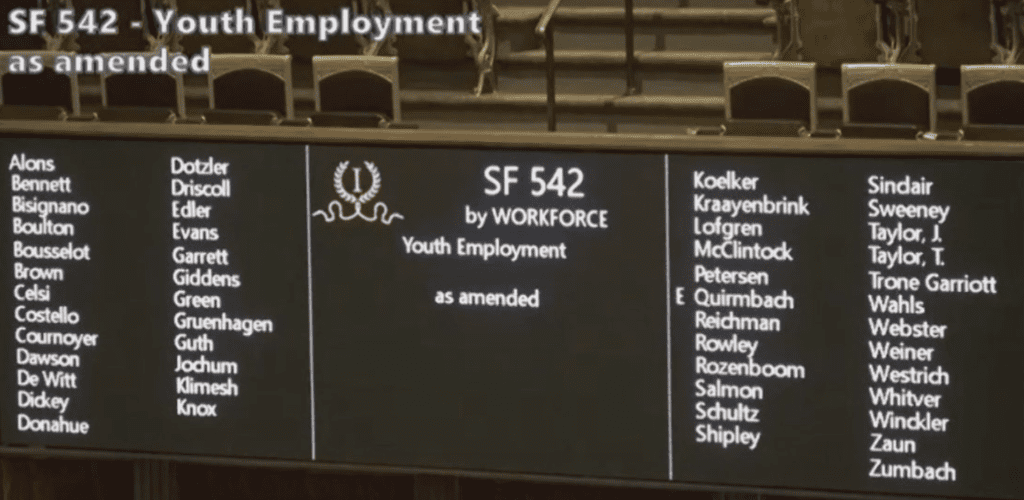 SF 542 - Youth Employment
as amended
Alons
Bennett
Bisignano
Boulton
Bousselot
Brown
Celsi
Costello
Cournoyer
Dawson
De Witt
Dickey
Donahue
Dotzler
Driscoll
Edler
Evans
Garrett
Giddens
Green
Gruenhagen
Guth
Jochum
Klimesh
Knox
I
SF 542
by WORKFORCE
Youth Employment
as amended
Koelker
Kraayenbrink
Lofgren
McClintock
Petersen
E Quirmbach
Reichman
Rowley
Rozenboom
Salmon
Schultz
Shipley
Sinclair
Sweeney
Taylor, J.
Taylor, T.
Trone Garriott
Wahls
Webster
Weiner
Westrich
Whitver
Winckler
Zaun
Zumbach